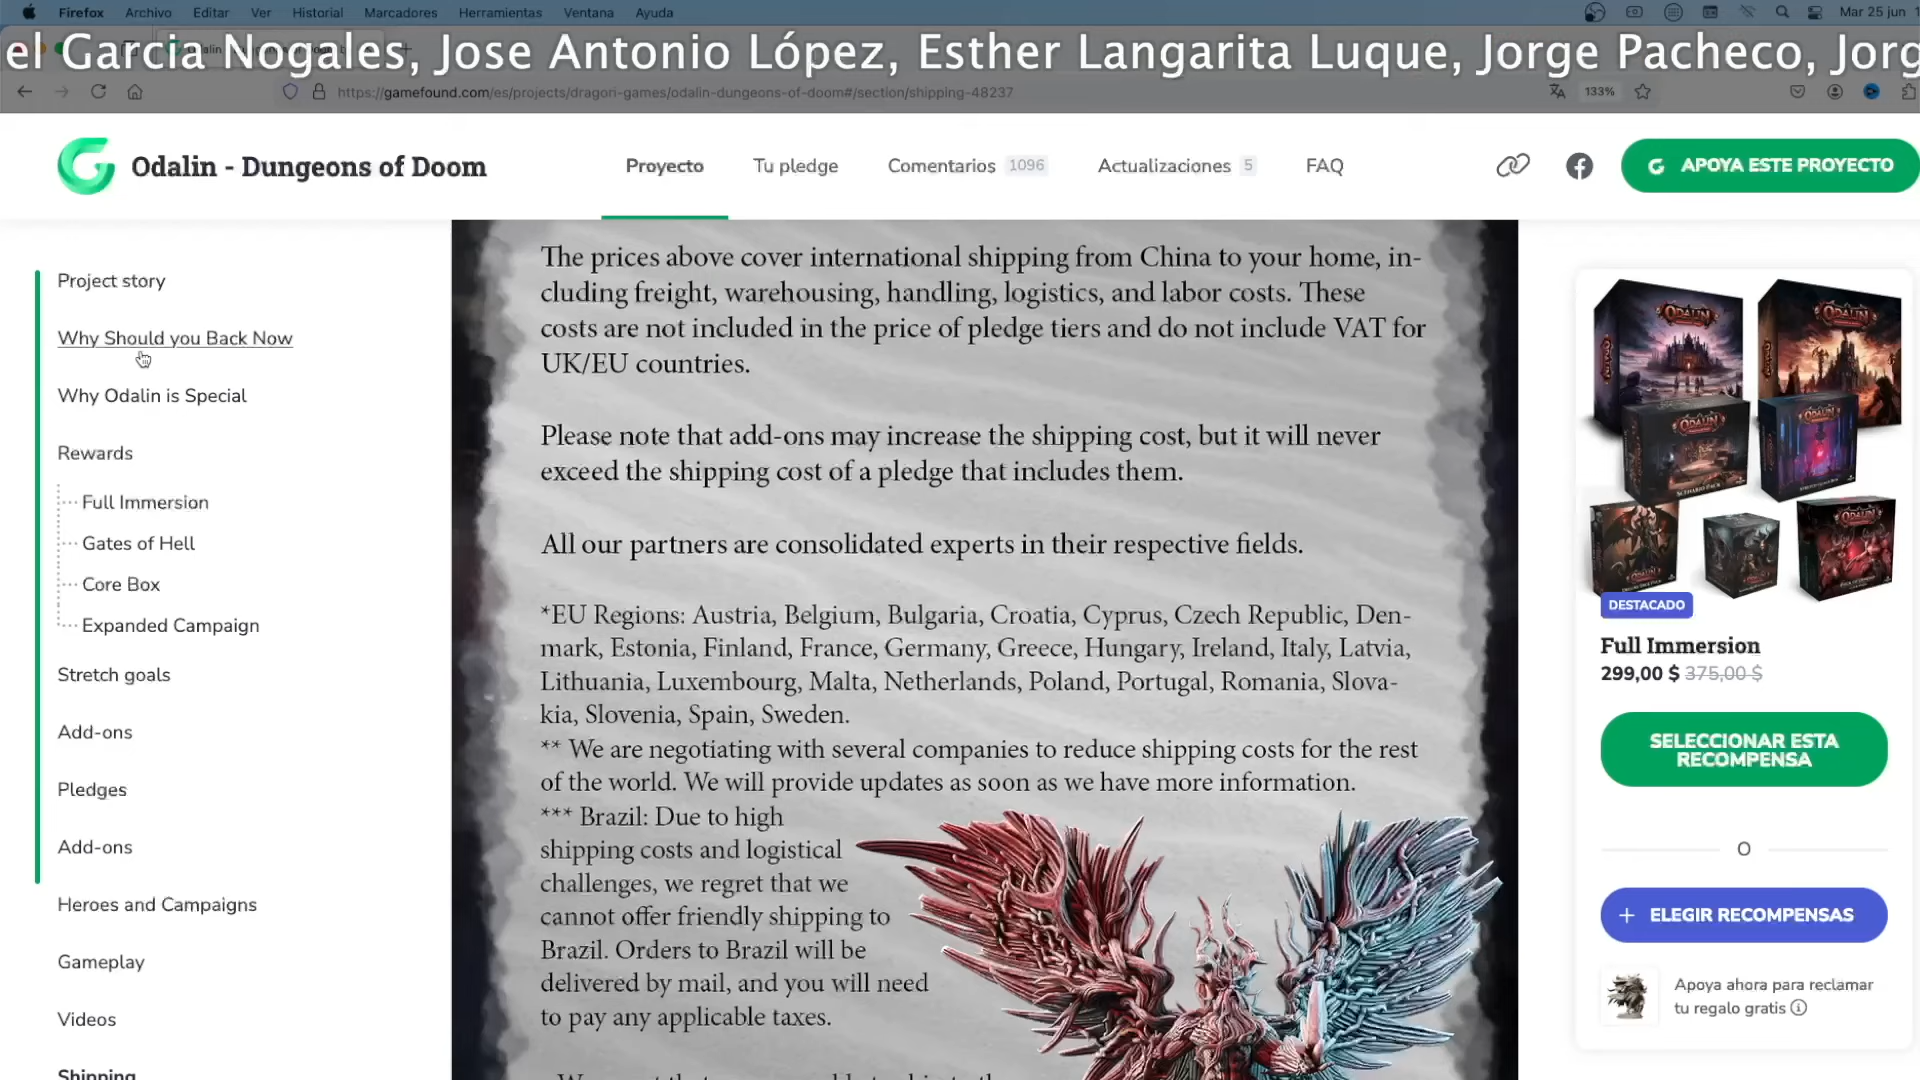 Firefox Archivo Editar Ver Historial Marcadores Herramientas Ventana Ayuda Mar 25 jun
el Garcia Nogales, Jose Antonio López, Esther Langarita Luque, Jorge Pacheco, Jorg
https://gamefound.com/es/projects/dragori-games/odalin-dungeons-of-doom#/section/shipping-48237 133%
Odalin - Dungeons of Doom
Proyecto Tu pledge Comentarios 1096 Actualizaciones 5 FAQ
APOYA ESTE PROYECTO
Project story
Why Should you Back Now
Why Odalin is Special
Rewards
Full Immersion
Gates of Hell
Core Box
Expanded Campaign
Stretch goals
Add-ons
Pledges
Add-ons
Heroes and Campaigns
Gameplay
Videos
Shipping
The prices above cover international shipping from China to your home, in-
cluding freight, warehousing, handling, logistics, and labor costs. These
costs are not included in the price of pledge tiers and do not include VAT for
UK/EU countries.
Please note that add-ons may increase the shipping cost, but it will never
exceed the shipping cost of a pledge that includes them.
All our partners are consolidated experts in their respective fields.
*EU Regions: Austria, Belgium, Bulgaria, Croatia, Cyprus, Czech Republic, Den-
mark, Estonia, Finland, France, Germany, Greece, Hungary, Ireland, Italy, Latvia,
Lithuania, Luxembourg, Malta, Netherlands, Poland, Portugal, Romania, Slova-
kia, Slovenia, Spain, Sweden.
** We are negotiating with several companies to reduce shipping costs for the rest
of the world. We will provide updates as soon as we have more information.
*** Brazil: Due to high
shipping costs and logistical
challenges, we regret that we
cannot offer friendly shipping to
Brazil. Orders to Brazil will be
delivered by mail, and you will need
to pay any applicable taxes.
ODALIN
ODALIN
ODALIN
SCENARIO PACK
ODALIN
ODALIN
ODALIN
DESTACADO
Full Immersion
299,00 $ 375,00 $
SELECCIONAR ESTA
RECOMPENSA
O
+ ELEGIR RECOMPENSAS
Apoya ahora para reclamar
tu regalo gratis